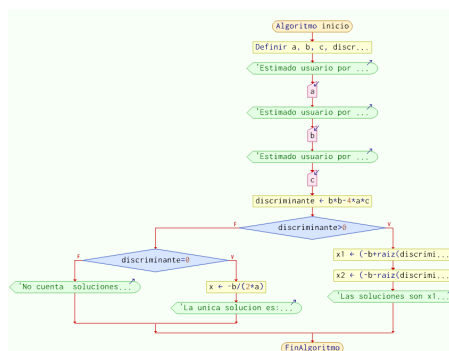 Algoritmo inicio
Definir a, b, c, discr...
'Estimado usuario por ...
a
'Estimado usuario por ...
b
'Estimado usuario por ...
c
discriminante ← b*b-4*a*c
discriminante>0
F
V
discriminante=0
F
V
x1 ← (-b+raiz(discrimi...
x2 ← (-b-raiz(discrimi...
'No cuenta soluciones...
x ← -b/(2*a)
'Las soluciones son x1...
'La unica solucion es:...
FinAlgoritmo